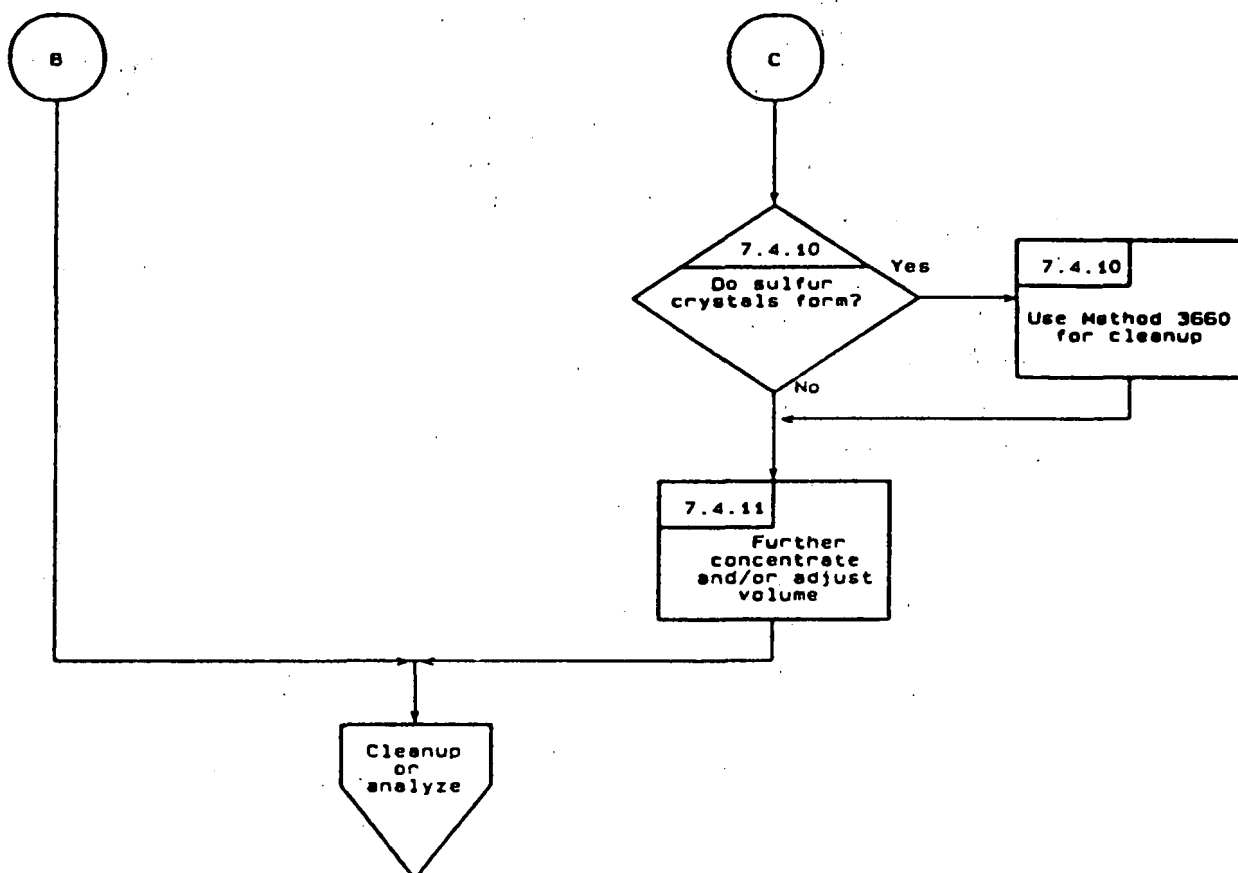 B
C
7.4.10
Do sulfur
crystals form?
Yes
No
7.4.10
Use Method 3660
for cleanup
7.4.11
Further
concentrate
and/or adjust
volume
Cleanup
or
analyze